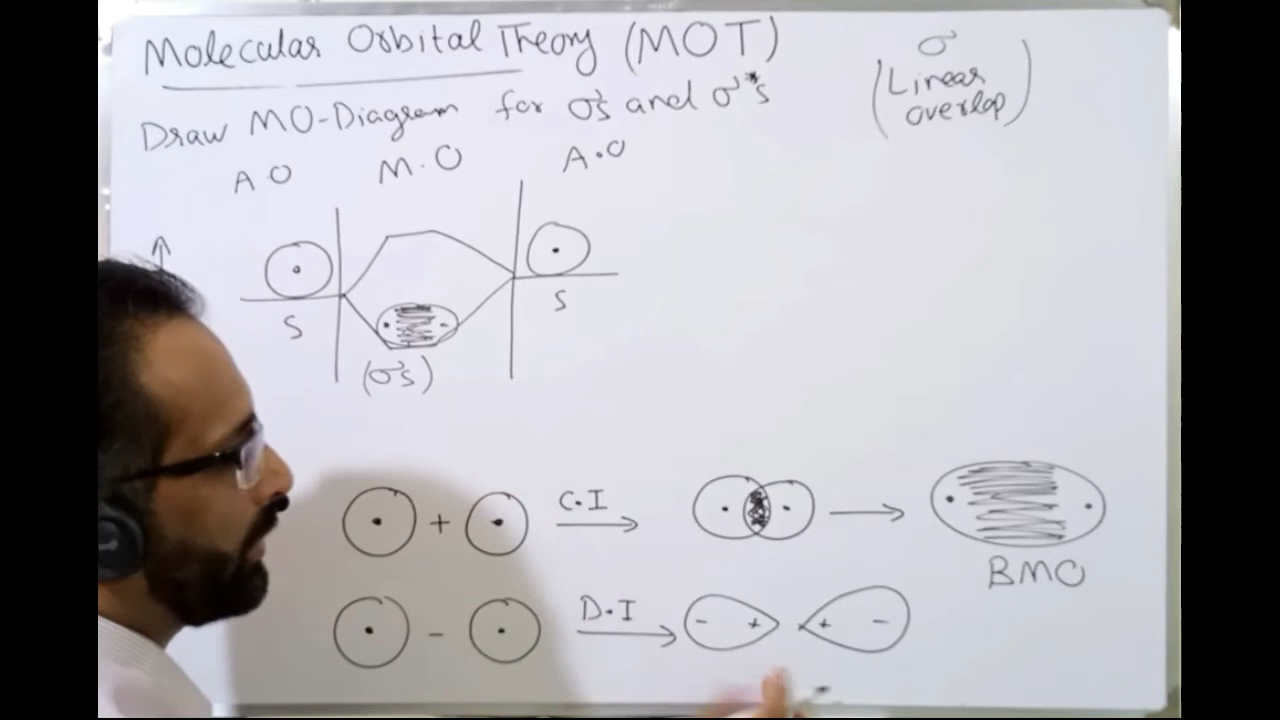 Molecular Orbital Theory (MOT)
Draw MO-Diagram for σs and σ*s
σ
(Linear
overlap)
A O M.O A.O
S S
(σs)
+ C.I
BMO
- D.I - + + -